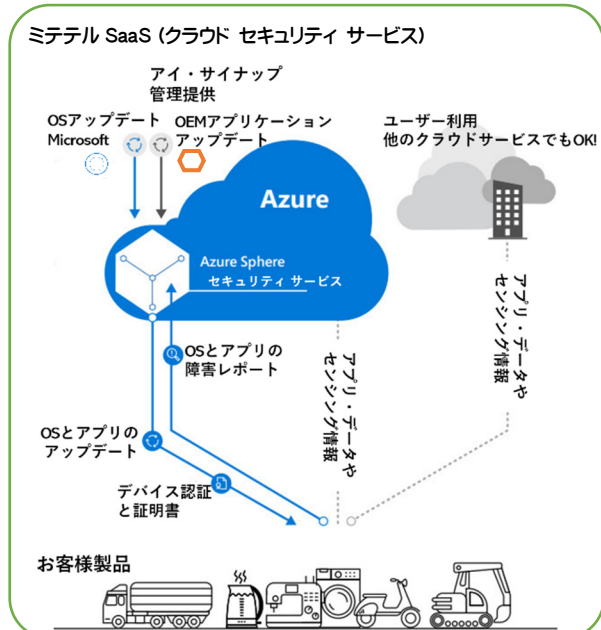 ミテテル SaaS (クラウド セキュリティ サービス)
アイ・サイナップ
管理提供
OSアップデート
Microsoft
OEMアプリケーション
アップデート
ユーザー利用
他のクラウドサービスでもOK!
Azure
Azure Sphere
セキュリティ サービス
OSとアプリの
障害レポート
アプリ・データや
センシング情報
アプリ・データや
センシング情報
OSとアプリの
アップデート
デバイス認証
と証明書
お客様製品